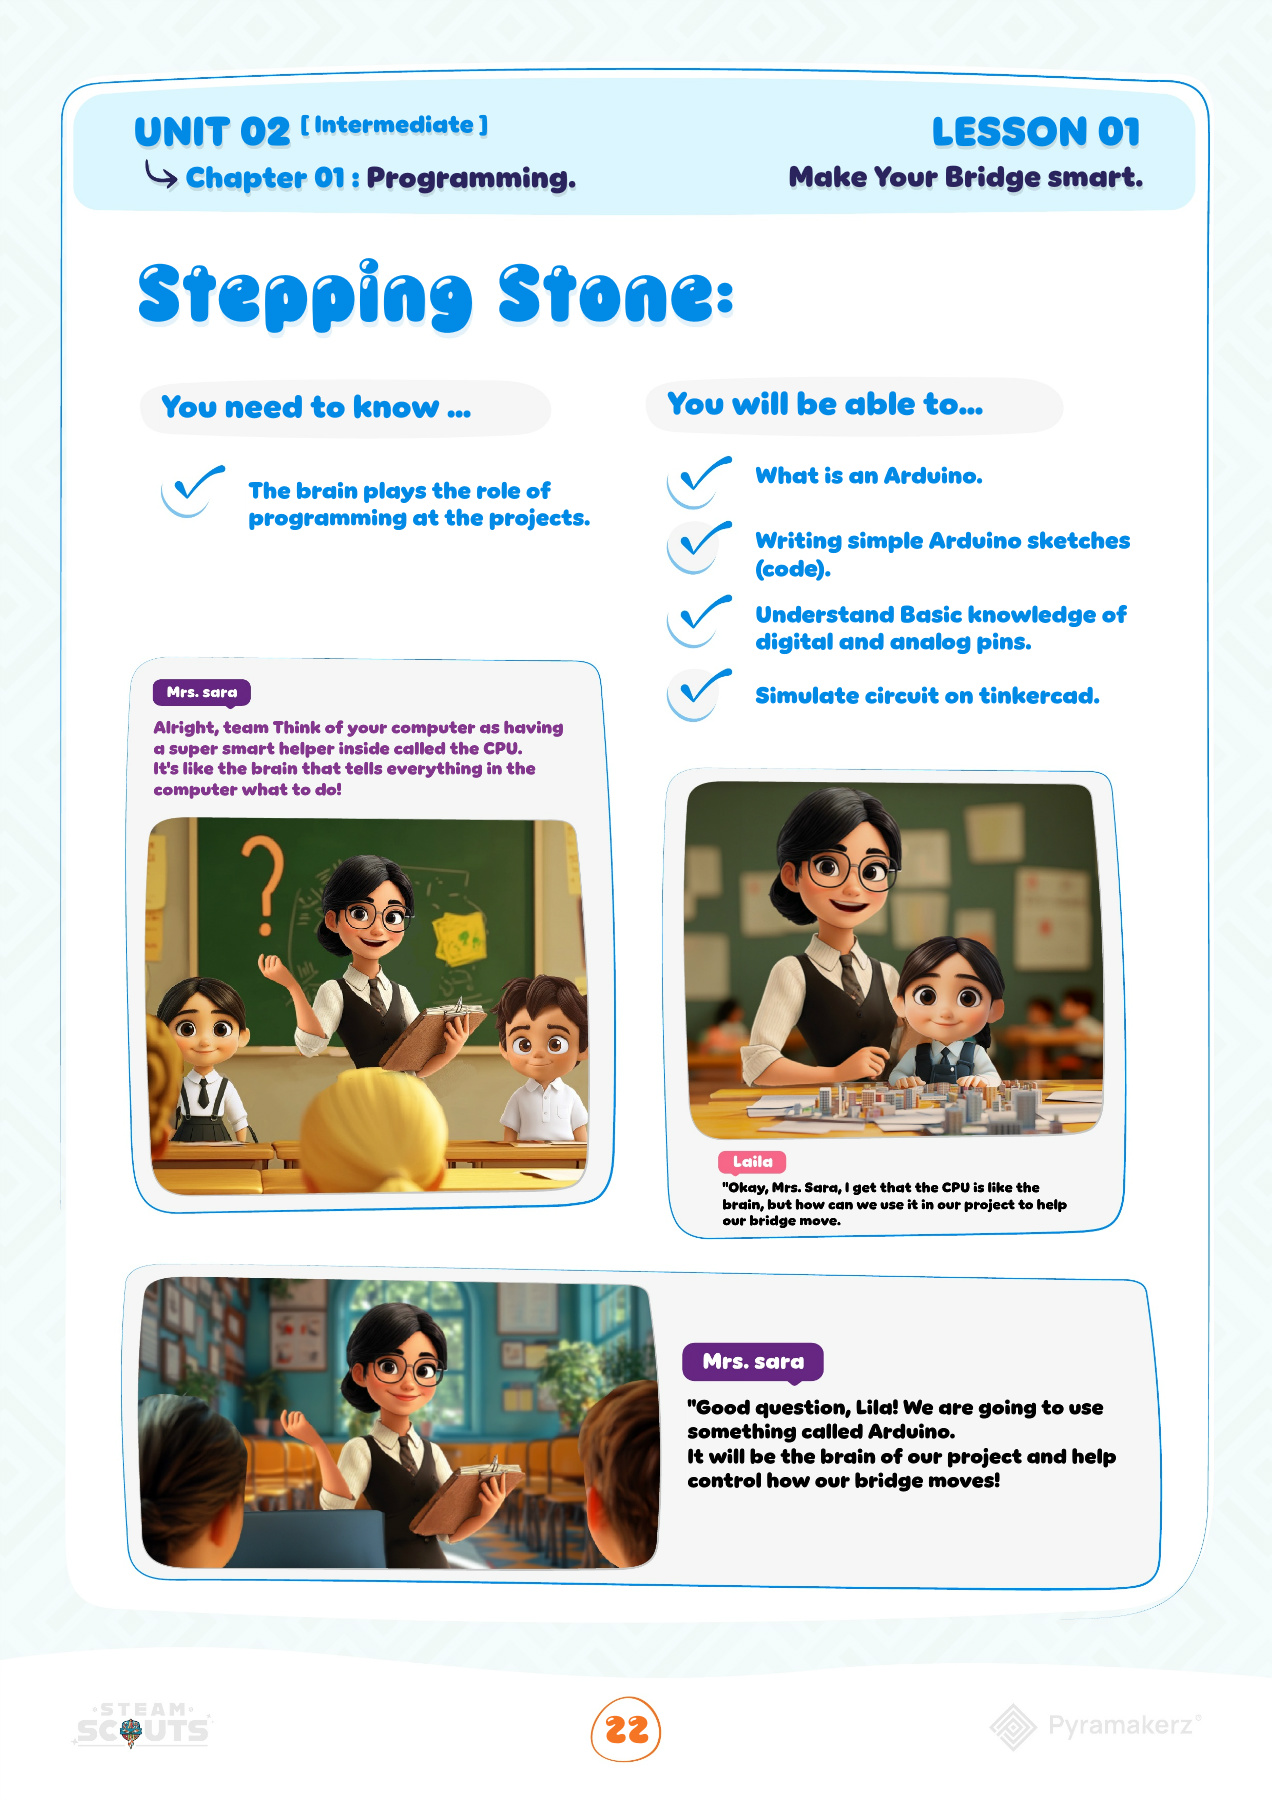 UNIT 02 [ Intermediate ]
Chapter 01 : Programming.
LESSON 01
Make Your Bridge smart.
Stepping Stone:
You need to know ...
The brain plays the role of
programming at the projects.
You will be able to...
What is an Arduino.
Writing simple Arduino sketches
(code).
Understand Basic knowledge of
digital and analog pins.
Simulate circuit on tinkercad.
Mrs. sara
Alright, team Think of your computer as having
a super smart helper inside called the CPU.
It's like the brain that tells everything in the
computer what to do!
?
Laila
"Okay, Mrs. Sara, I get that the CPU is like the
brain, but how can we use it in our project to help
our bridge move.
Mrs. sara
"Good question, Lila! We are going to use
something called Arduino.
It will be the brain of our project and help
control how our bridge moves!
STEAM
SCOUTS
22
Pyramakerz